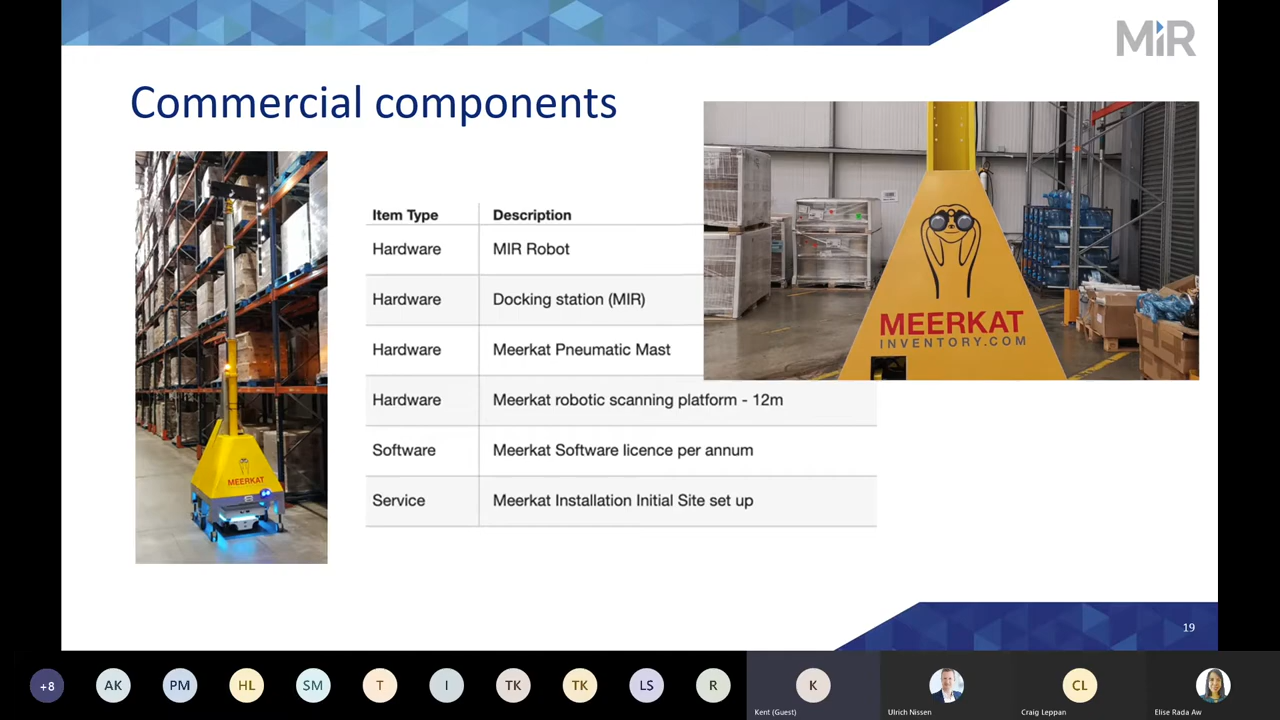 MiR
Commercial components
MEERKAT
INVENTORY.COM
MEERKAT
Item Type Description
Hardware MIR Robot
Hardware Docking station (MIR)
Hardware Meerkat Pneumatic Mast
Hardware Meerkat robotic scanning platform - 12m
Software Meerkat Software licence per annum
Service Meerkat Installation Initial Site set up
19
+8 AK PM HL SM T I TK TK LS R K CL
Kent (Guest) Ulrich Nissen Craig Leppan Elise Rada Aw